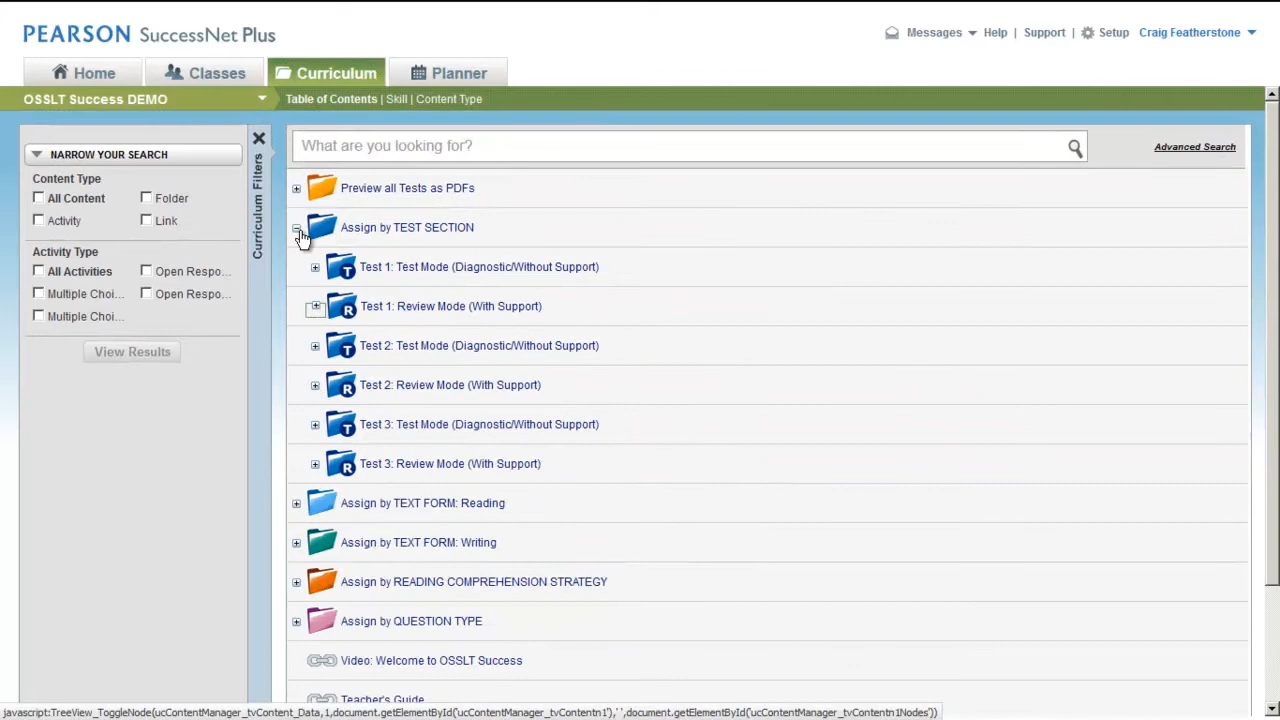 PEARSON SuccessNet Plus
Messages Help | Support | Setup Craig Featherstone
Home Classes Curriculum Planner
OSSLT Success DEMO
Table of Contents | Skill | Content Type
NARROW YOUR SEARCH
Content Type
All Content Folder
Activity Link
Activity Type
All Activities Open Respo...
Multiple Choi... Open Respo...
Multiple Choi...
View Results
Curriculum Filters
What are you looking for?
Advanced Search
Preview all Tests as PDFs
Assign by TEST SECTION
T Test 1: Test Mode (Diagnostic/Without Support)
R Test 1: Review Mode (With Support)
T Test 2: Test Mode (Diagnostic/Without Support)
R Test 2: Review Mode (With Support)
T Test 3: Test Mode (Diagnostic/Without Support)
R Test 3: Review Mode (With Support)
Assign by TEXT FORM: Reading
Assign by TEXT FORM: Writing
Assign by READING COMPREHENSION STRATEGY
Assign by QUESTION TYPE
Video: Welcome to OSSLT Success
Teacher's Guide
javascript:TreeView_ToggleNode(ucContentManager_tvContent_Data,1,document.getElementById('ucContentManager_tvContentn1'),' ',document.getElementById('ucContentManager_tvContentn1Nodes'))